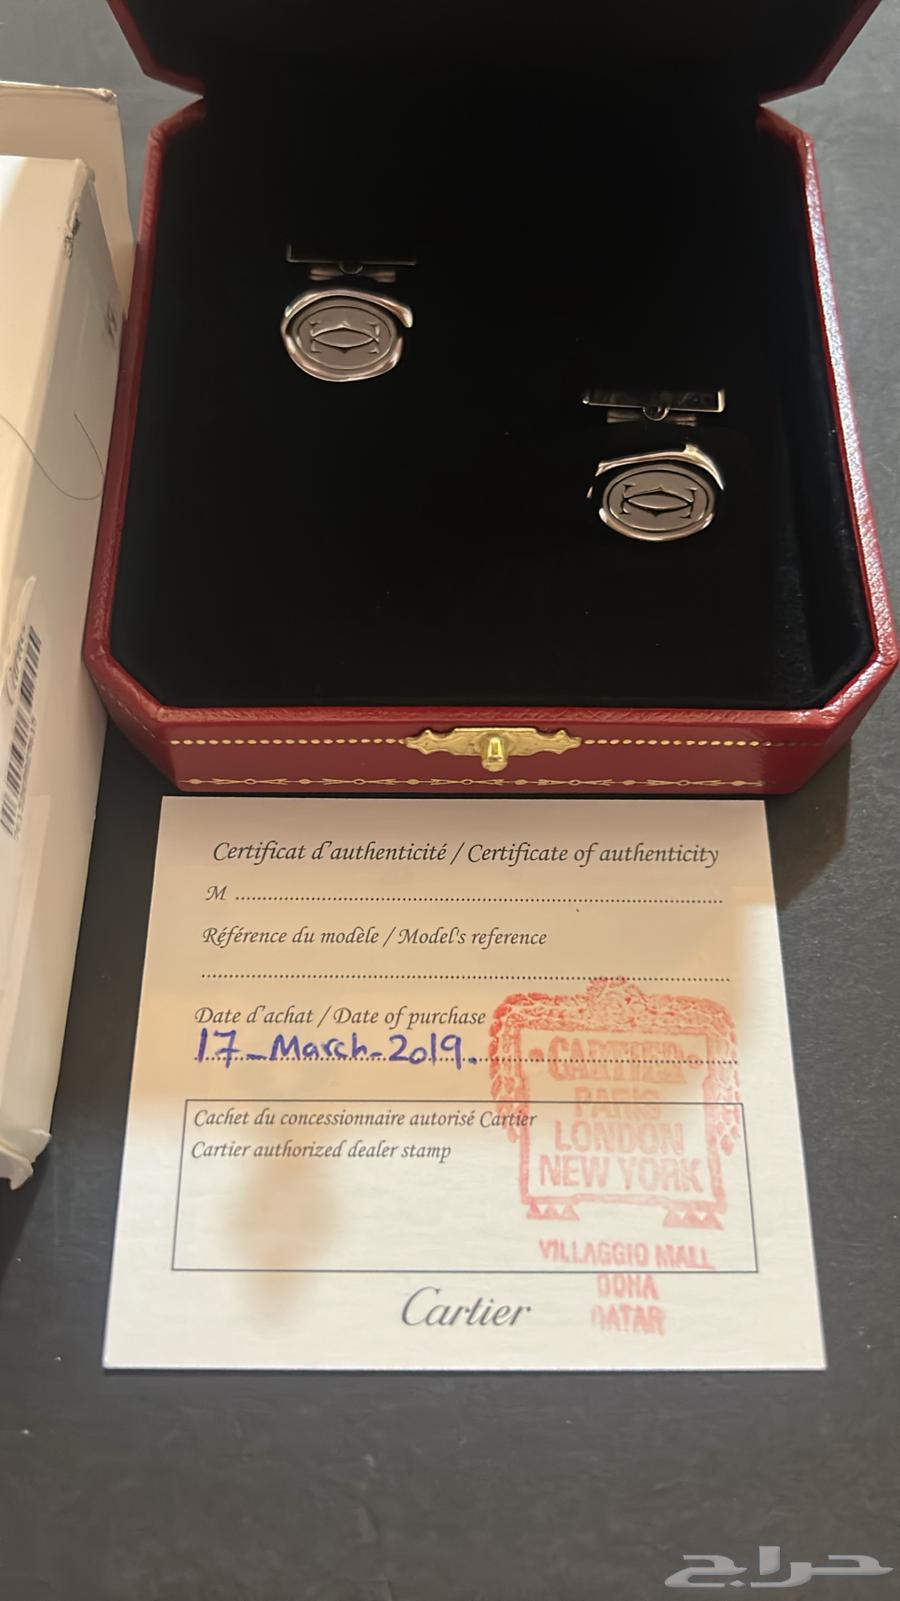 Cartier
Certificat d'authenticité / Certificate of authenticity
M
Référence du modèle / Model's reference
Date d'achat / Date of purchase
17 - March - 2019.
CARTIER
PARIS
LONDON
NEW YORK
Cachet du concessionnaire autorisé Cartier
Cartier authorized dealer stamp
VILLAGGIO MALL
DOHA
QATAR
Cartier
حراج